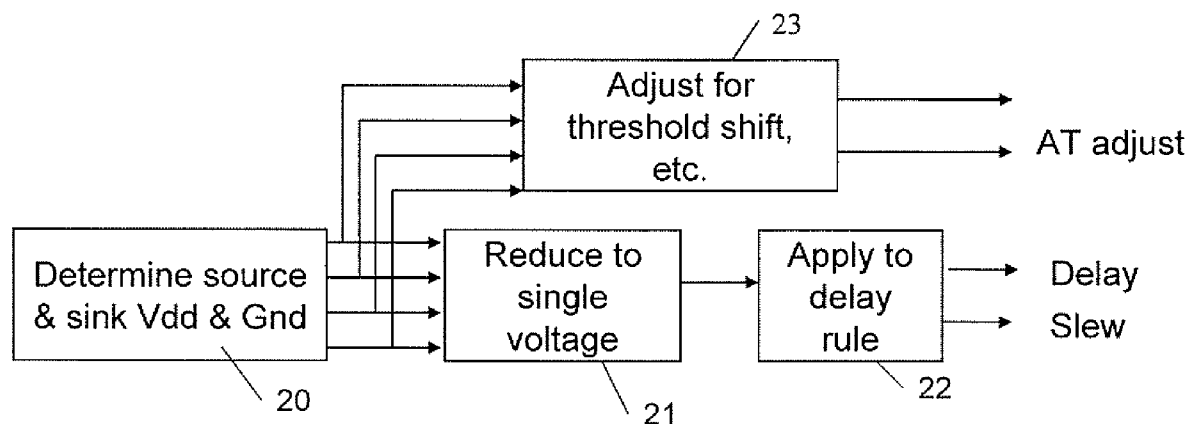 23
Adjust for
threshold shift,
etc.
AT adjust
Determine source
& sink Vdd & Gnd
20
Reduce to
single
voltage
21
Apply to
delay
rule
22
Delay
Slew